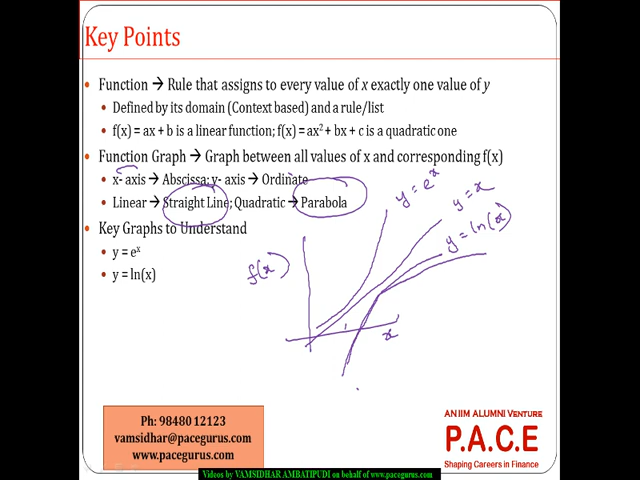 Key Points
• Function → Rule that assigns to every value of x exactly one value of y
• Defined by its domain (Context based) and a rule/list
• f(x) = ax + b is a linear function; f(x) = ax² + bx + c is a quadratic one
• Function Graph → Graph between all values of x and corresponding f(x)
• x- axis → Abscissa; y- axis → Ordinate
• Linear → Straight Line; Quadratic → Parabola
• Key Graphs to Understand
• y = eˣ
• y = ln(x)
y = eˣ
y = x
y = ln(x)
f(x)
x
Ph: 98480 12123
vamsidhar@pacegurus.com
www.pacegurus.com
ANIIM ALUMNI VENTURE
P.A.C.E
Shaping Careers in Finance
Videos by VAMSIDHAR AMBATIPUDI on behalf of www.pacegurus.com